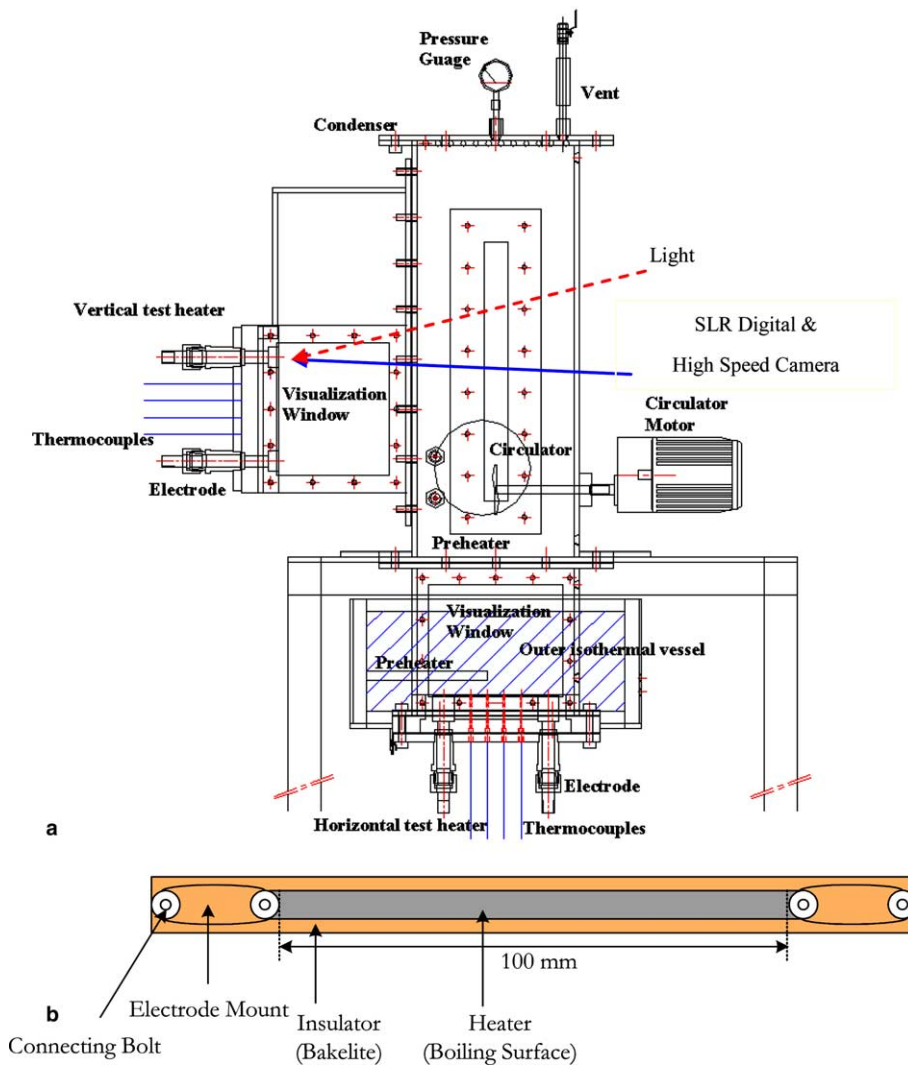 Pressure
Guage
Vent
Condenser
Light
Vertical test heater
SLR Digital &
High Speed Camera
Visualization
Window
Circulator
Motor
Thermocouples
Circulator
Electrode
Preheater
Visualization
Window
Outer isothermal vessel
Preheater
Electrode
Horizontal test heater
Thermocouples
a
100 mm
Electrode Mount
b
Insulator
(Bakelite)
Heater
(Boiling Surface)
Connecting Bolt